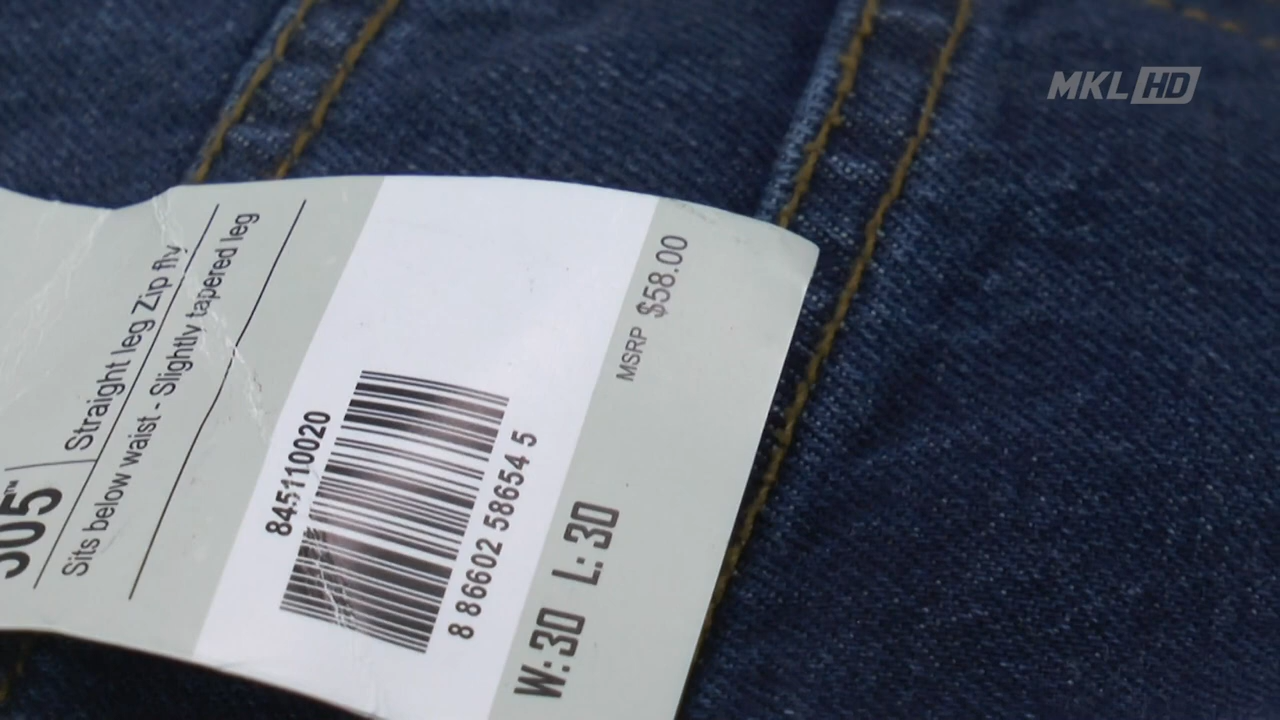 MKL HD
Straight leg Zip fly
Sits below waist - Slightly tapered leg
845110020
8 86602 58654 5
MSRP $58.00
W: 30 L: 30